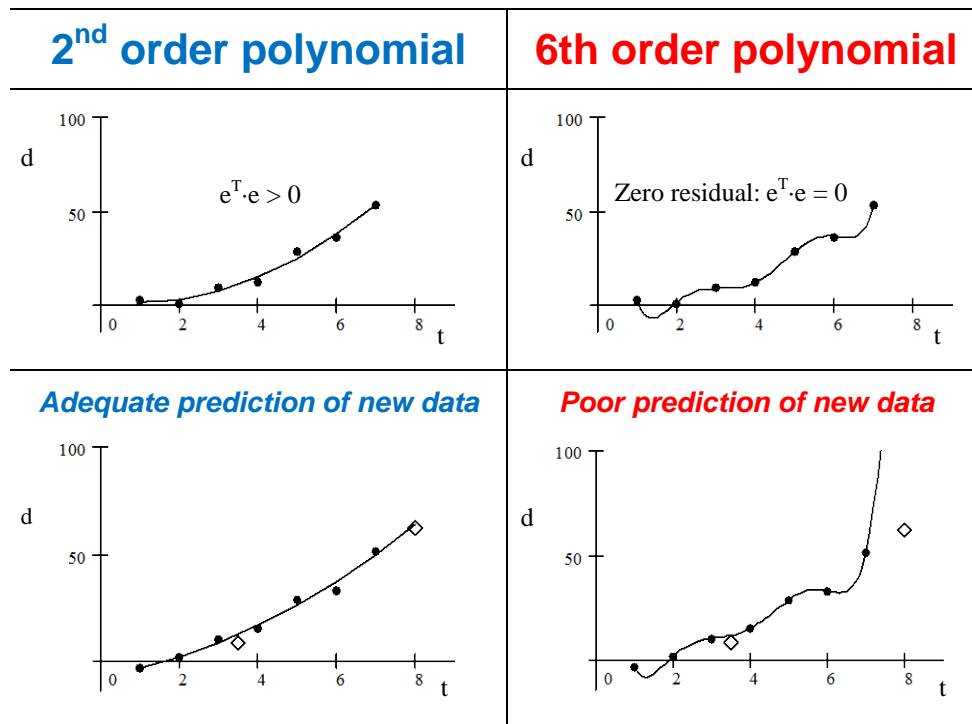 2nd order polynomial
6th order polynomial
100
d
eT·e > 0
50
0 2 4 6 8
t
100
d
Zero residual: eT·e = 0
50
0 2 4 6 8
t
Adequate prediction of new data
Poor prediction of new data
100
d
50
0 2 4 6 8
t
100
d
50
0 2 4 6 8
t